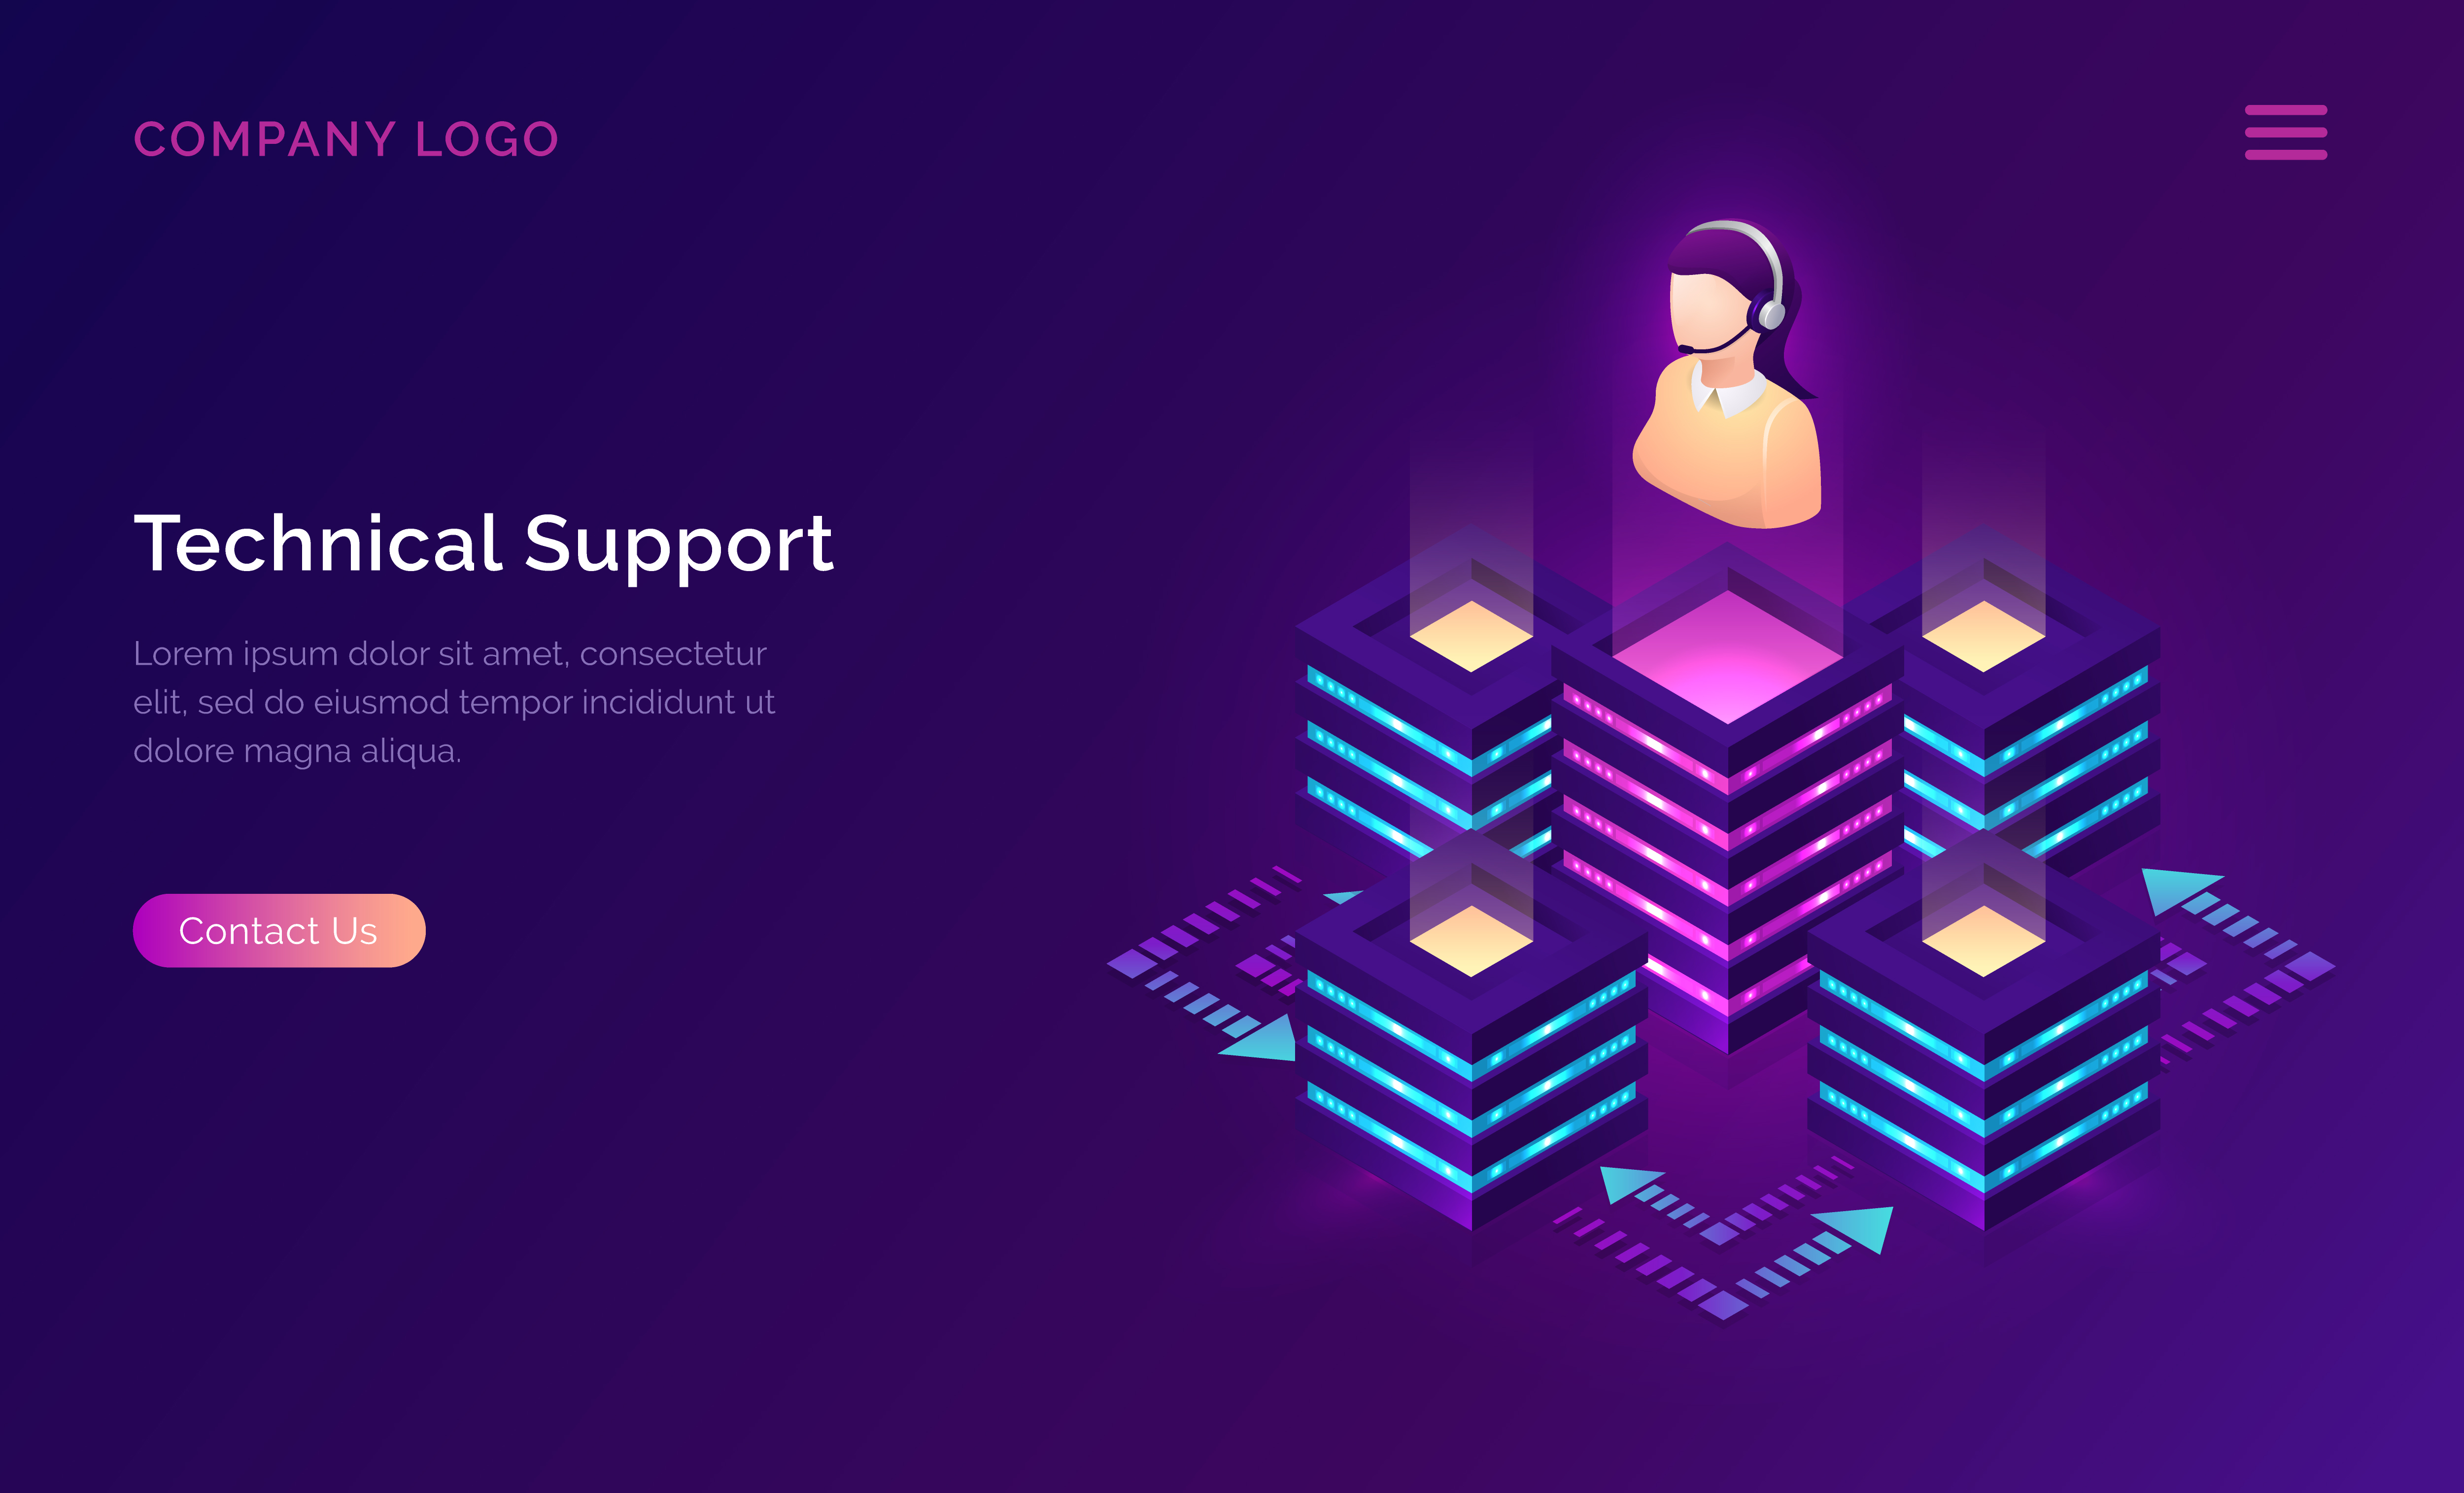 COMPANY LOGO
Technical Support
Lorem ipsum dolor sit amet, consectetur
elit, sed do eiusmod tempor incididunt ut
dolore magna aliqua.
Contact Us